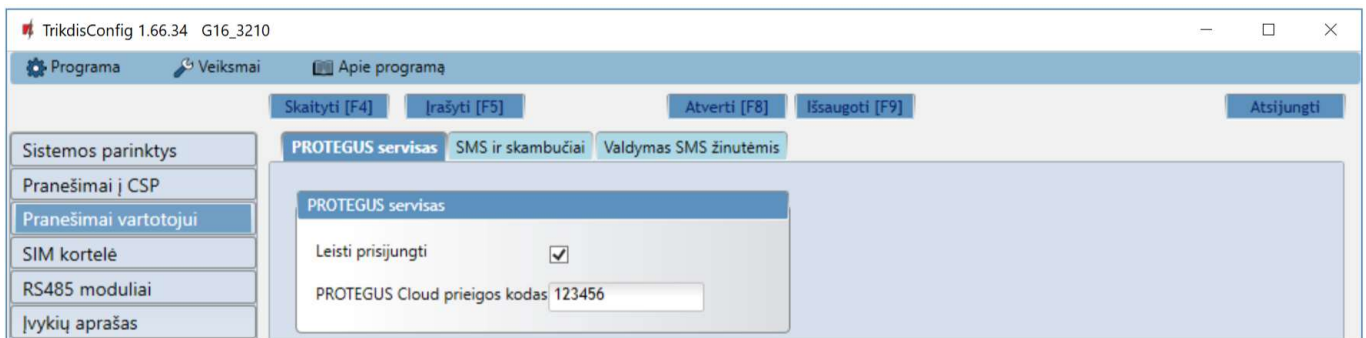 TrikdisConfig 1.66.34 G16_3210
Programa Veiksmai Apie programą
Skaityti [F4] Įrašyti [F5] Atverti [F8] Išsaugoti [F9] Atsijungti
Sistemos parinktys
Pranešimai į CSP
Pranešimai vartotojui
SIM kortelė
RS485 moduliai
Įvykių aprašas
PROTEGUS servisas SMS ir skambučiai Valdymas SMS žinutėmis
PROTEGUS servisas
Leisti prisijungti
PROTEGUS Cloud prieigos kodas 123456